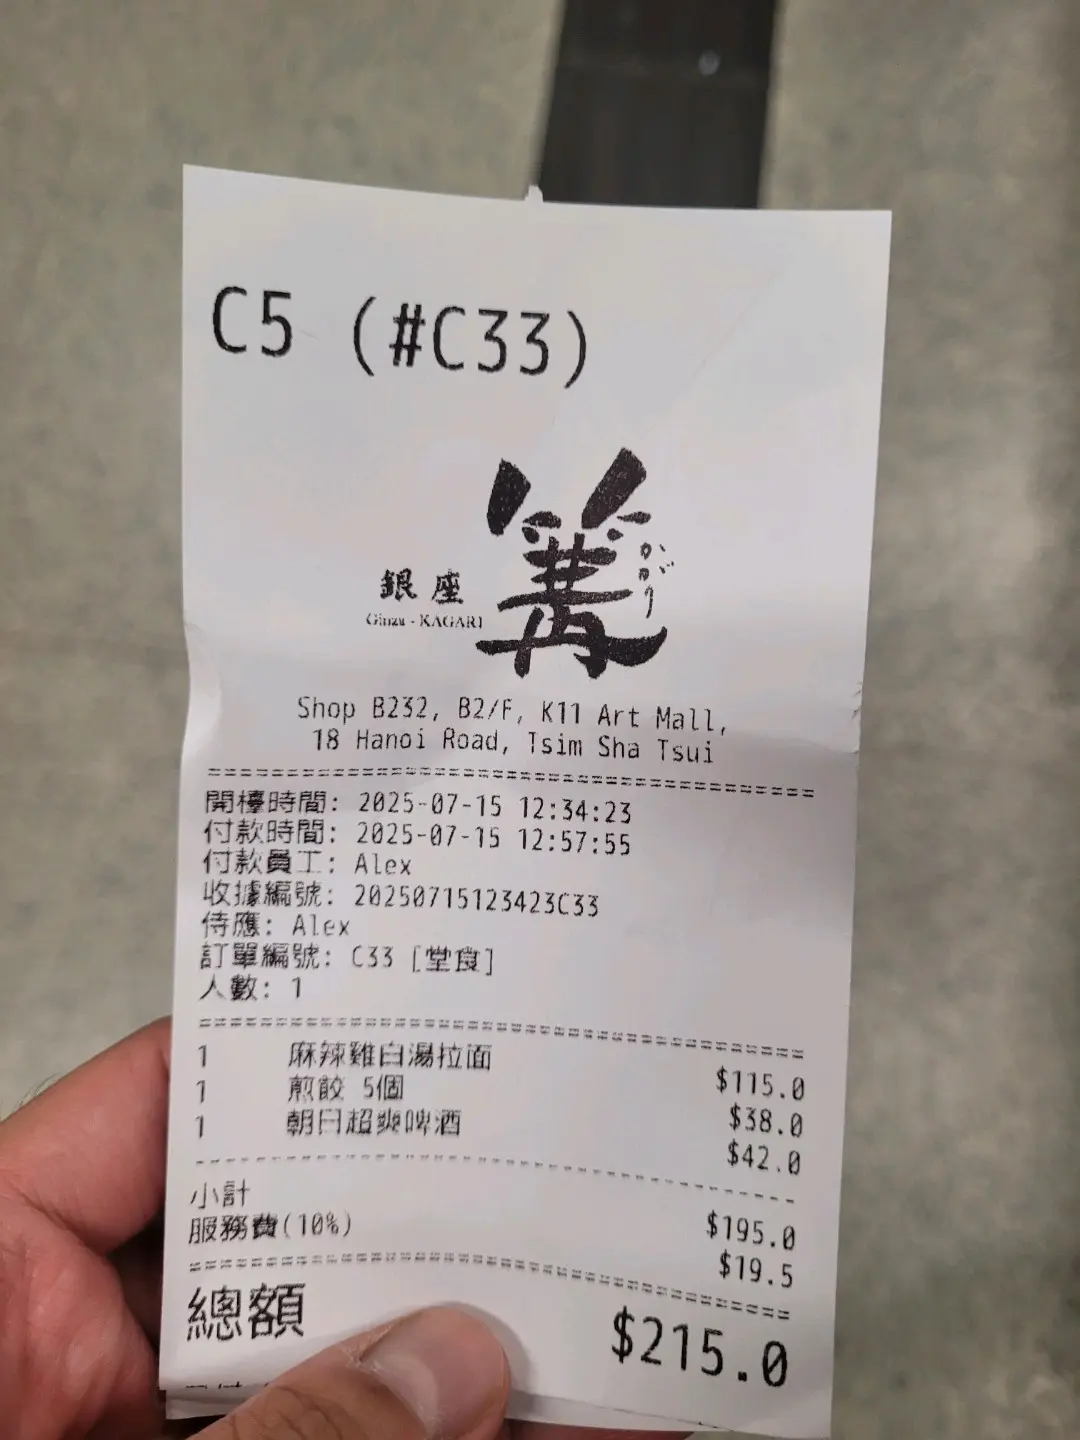 C5 (#C33)
篝
かがり
銀座
Ginza - KAGARI
Shop B232, B2/F, K11 Art Mall,
18 Hanoi Road, Tsim Sha Tsui
開檯時間: 2025-07-15 12:34:23
付款時間: 2025-07-15 12:57:55
付款員工: Alex
收據編號: 20250715123423C33
侍應: Alex
訂單編號: C33 [堂食]
人數: 1
1 麻辣雞白湯拉面 $115.0
1 煎餃 5個 $38.0
1 朝日超爽啤酒 $42.0
小計 $195.0
服務費(10%) $19.5
總額 $215.0